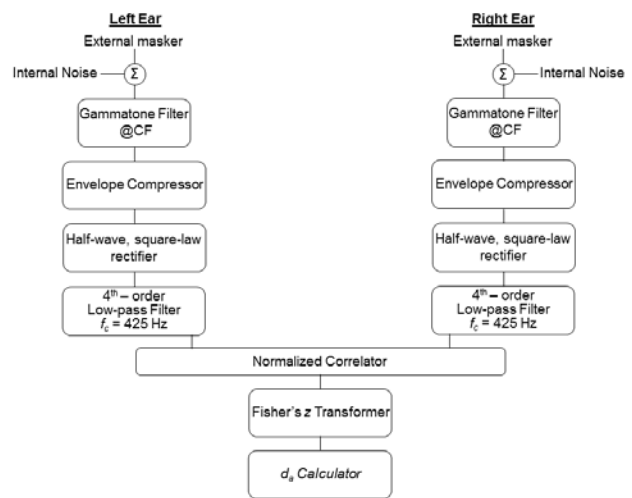 Left Ear
External masker
Internal Noise
Σ
Gammatone Filter
@CF
Envelope Compressor
Half-wave, square-law
rectifier
4th – order
Low-pass Filter
fc = 425 Hz
Right Ear
External masker
Σ
Internal Noise
Gammatone Filter
@CF
Envelope Compressor
Half-wave, square-law
rectifier
4th – order
Low-pass Filter
fc = 425 Hz
Normalized Correlator
Fisher's z Transformer
da Calculator